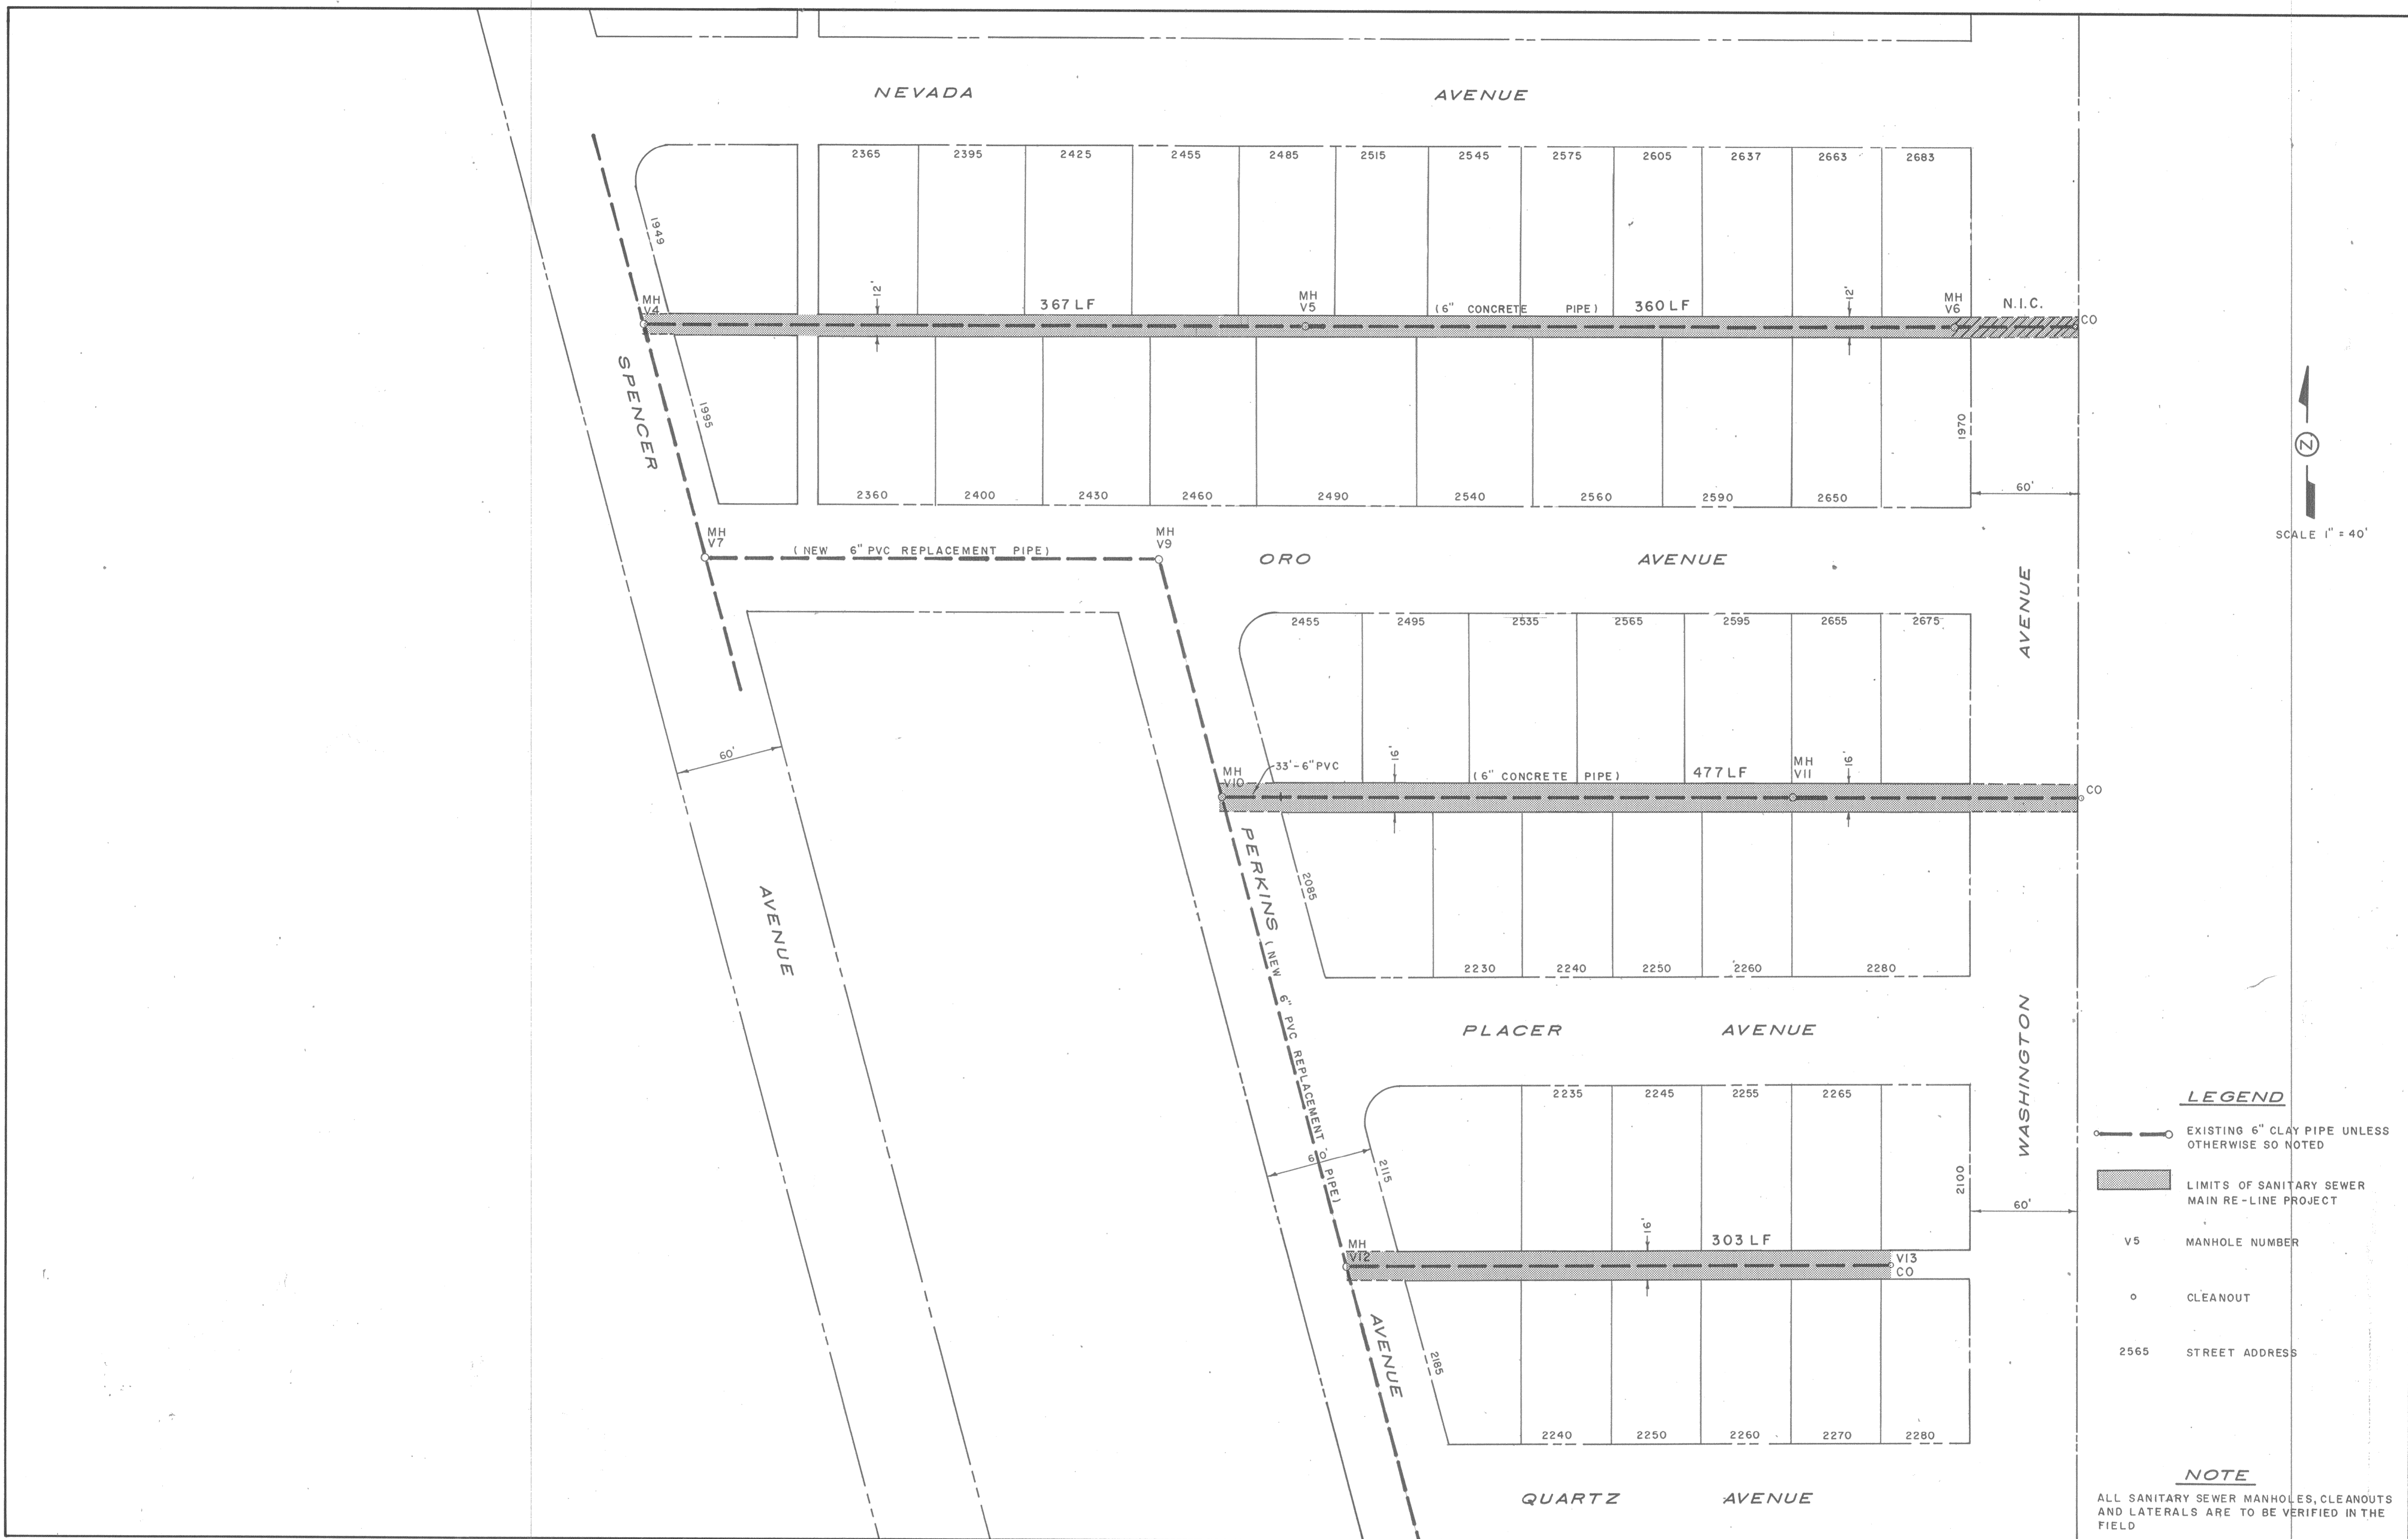 NEVADA AVENUE
2365 2395 2425 2455 2485 2515 2545 2575 2605 2637 2663 2683
1949
MH
V4
12'
367 LF
MH
V5
(6" CONCRETE PIPE)
360 LF
12'
MH
V6
N.I.C.
CO
SPENCER
1995
1970
2360 2400 2430 2460 2490 2540 2560 2590 2650
60'
Z
SCALE 1" = 40'
MH
V7
(NEW 6" PVC REPLACEMENT PIPE)
MH
V9
ORO AVENUE
AVENUE
2455 2495 2535 2565 2595 2655 2675
60'
MH
V10
33'-6" PVC
16'
(6" CONCRETE PIPE)
477 LF
MH
V11
16'
CO
PERKINS
2085
AVENUE
2230 2240 2250 2260 2280
(NEW 6" PVC REPLACEMENT PIPE)
PLACER AVENUE
WASHINGTON
2235 2245 2255 2265
60'
2115
2100
60'
MH
V12
16'
303 LF
V13
CO
AVENUE
2185
2240 2250 2260 2270 2280
QUARTZ AVENUE
LEGEND
EXISTING 6" CLAY PIPE UNLESS
OTHERWISE SO NOTED
LIMITS OF SANITARY SEWER
MAIN RE-LINE PROJECT
V5 MANHOLE NUMBER
CLEANOUT
2565 STREET ADDRESS
NOTE
ALL SANITARY SEWER MANHOLES, CLEANOUTS
AND LATERALS ARE TO BE VERIFIED IN THE
FIELD